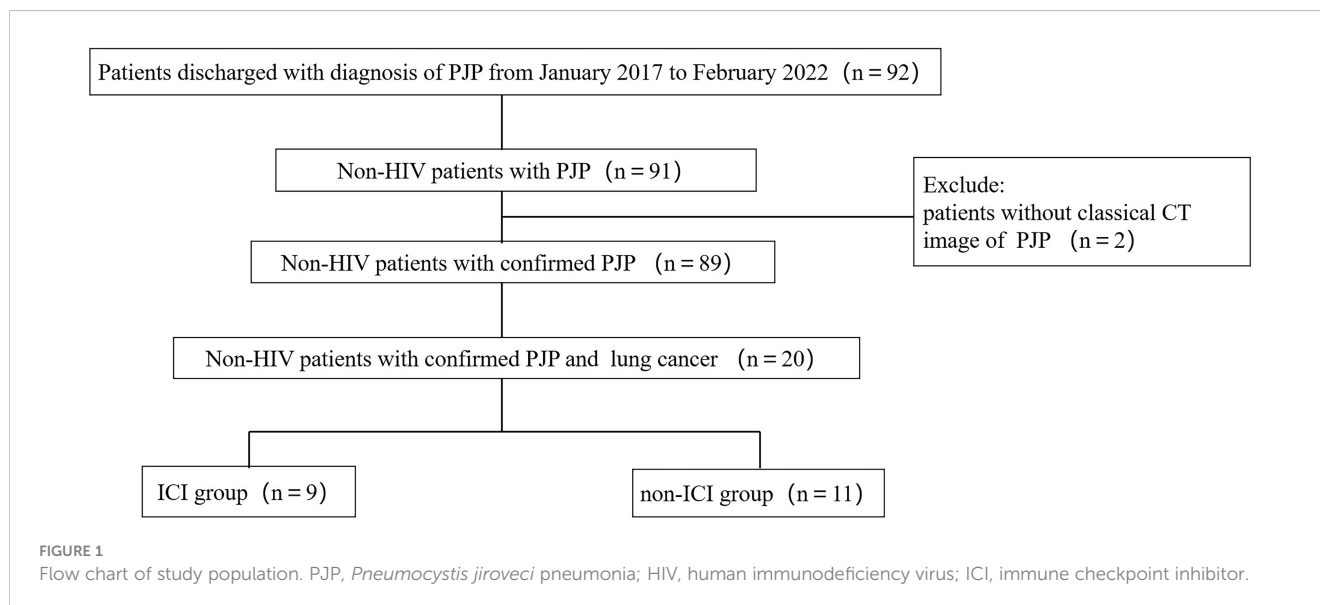 Patients discharged with diagnosis of PJP from January 2017 to February 2022 (n = 92)
Non-HIV patients with PJP (n = 91)
Exclude:
patients without classical CT
image of PJP (n = 2)
Non-HIV patients with confirmed PJP (n = 89)
Non-HIV patients with confirmed PJP and lung cancer (n = 20)
ICI group (n = 9)
non-ICI group (n = 11)
FIGURE 1
Flow chart of study population. PJP, Pneumocystis jiroveci pneumonia; HIV, human immunodeficiency virus; ICI, immune checkpoint inhibitor.